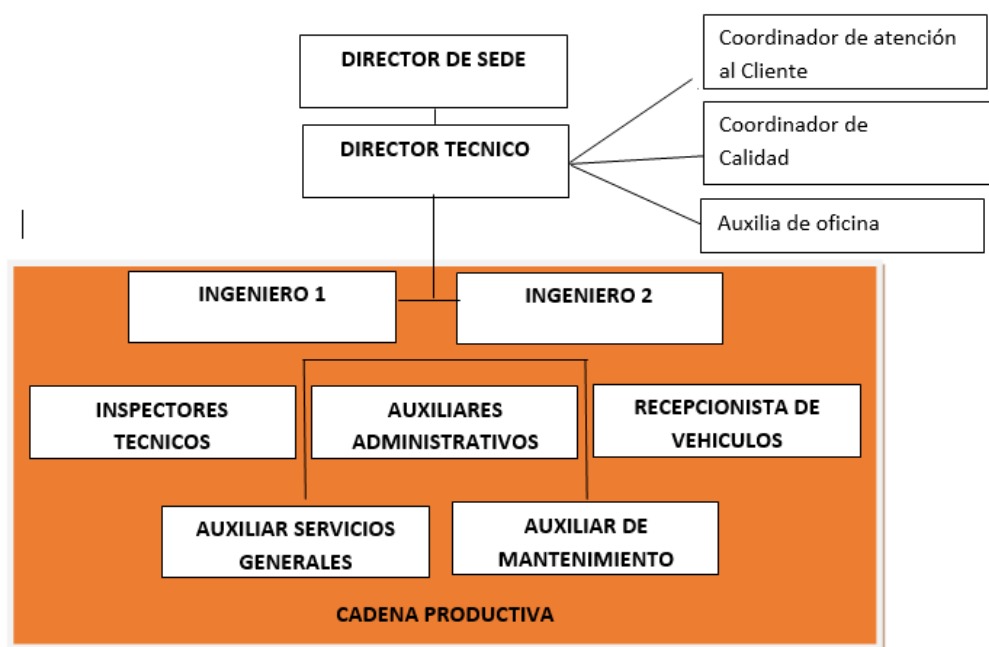 DIRECTOR DE SEDE
DIRECTOR TECNICO
Coordinador de atención
al Cliente
Coordinador de
Calidad
Auxilia de oficina
INGENIERO 1
INGENIERO 2
INSPECTORES
TECNICOS
AUXILIARES
ADMINISTRATIVOS
RECEPCIONISTA DE
VEHICULOS
AUXILIAR SERVICIOS
GENERALES
AUXILIAR DE
MANTENIMIENTO
CADENA PRODUCTIVA